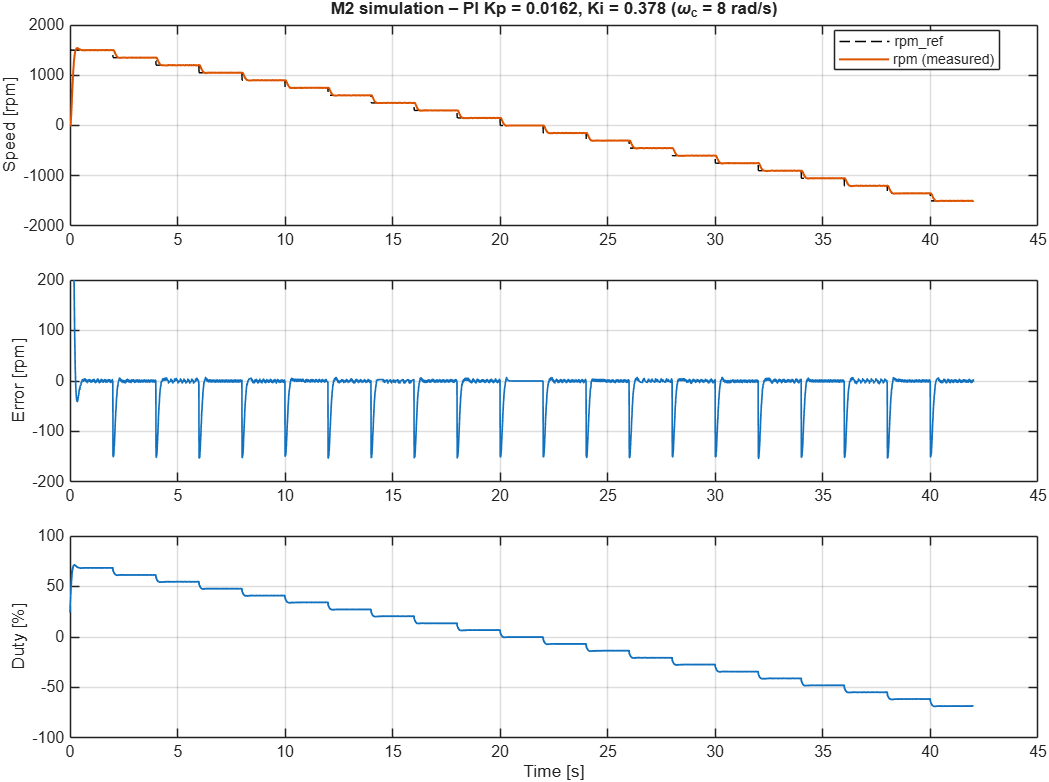 M2 simulation – PI Kp = 0.0162, Ki = 0.378 (ωc = 8 rad/s)
2000
1000
0
-1000
-2000
Speed [rpm]
rpm_ref
rpm (measured)
0 5 10 15 20 25 30 35 40 45
200
100
0
-100
-200
Error [rpm]
0 5 10 15 20 25 30 35 40 45
100
50
0
-50
-100
Duty [%]
0 5 10 15 20 25 30 35 40 45
Time [s]